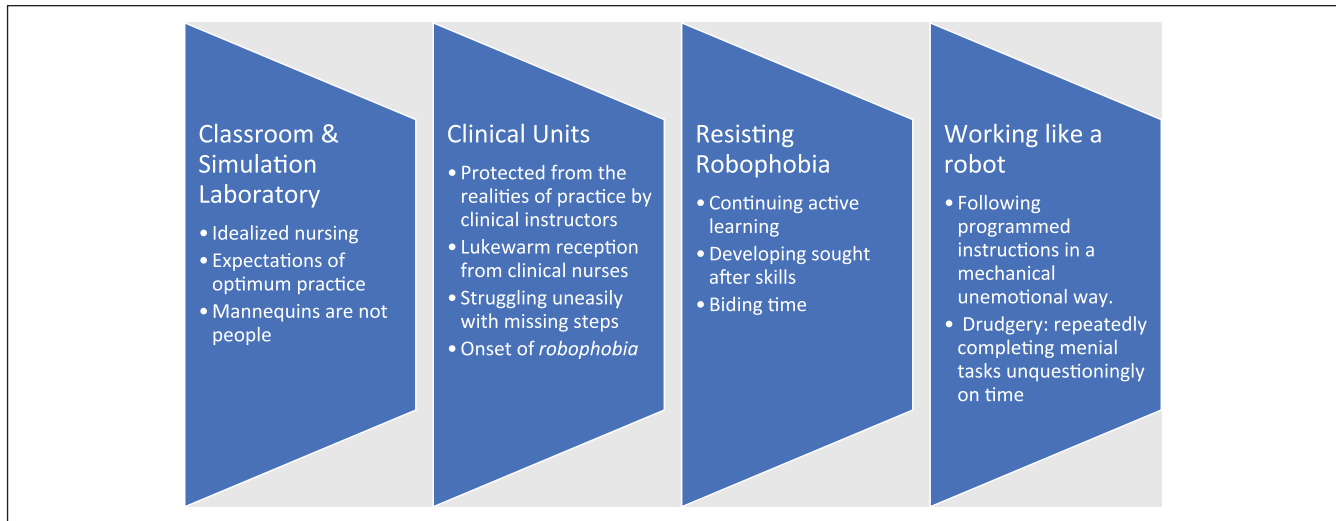 Classroom &
Simulation
Laboratory
• Idealized nursing
• Expectations of
optimum practice
• Mannequins are not
people
Clinical Units
• Protected from the
realities of practice by
clinical instructors
• Lukewarm reception
from clinical nurses
• Struggling uneasily
with missing steps
• Onset of robophobia
Resisting
Robophobia
• Continuing active
learning
• Developing sought
after skills
• Biding time
Working like a
robot
• Following
programmed
instructions in a
mechanical
unemotional way.
• Drudgery: repeatedly
completing menial
tasks unquestioningly
on time